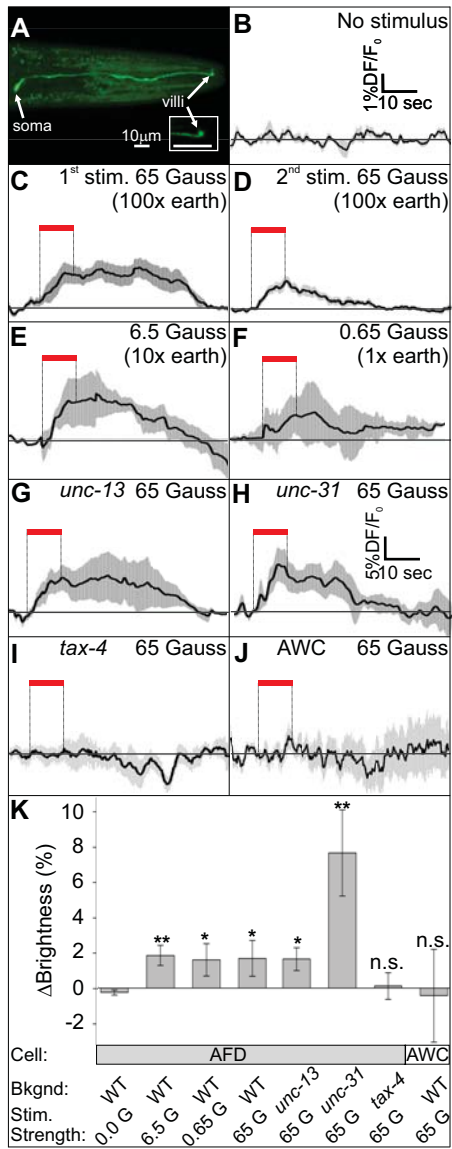 A
soma
villi
10µm
B
No stimulus
1%DF/F0
10 sec
C
1st stim. 65 Gauss
(100x earth)
D
2nd stim. 65 Gauss
(100x earth)
E
6.5 Gauss
(10x earth)
F
0.65 Gauss
(1x earth)
G
unc-13 65 Gauss
H
unc-31 65 Gauss
5%DF/F0
10 sec
I
tax-4 65 Gauss
J
AWC 65 Gauss
K
ΔBrightness (%)
10
8
6
4
2
0
-2
**
*
*
*
**
n.s.
n.s.
Cell: AFD AWC
Bkgnd: WT WT WT WT unc-13 unc-31 tax-4 WT
Stim.
Strength: 0.0 G 6.5 G 0.65 G 65 G 65 G 65 G 65 G 65 G